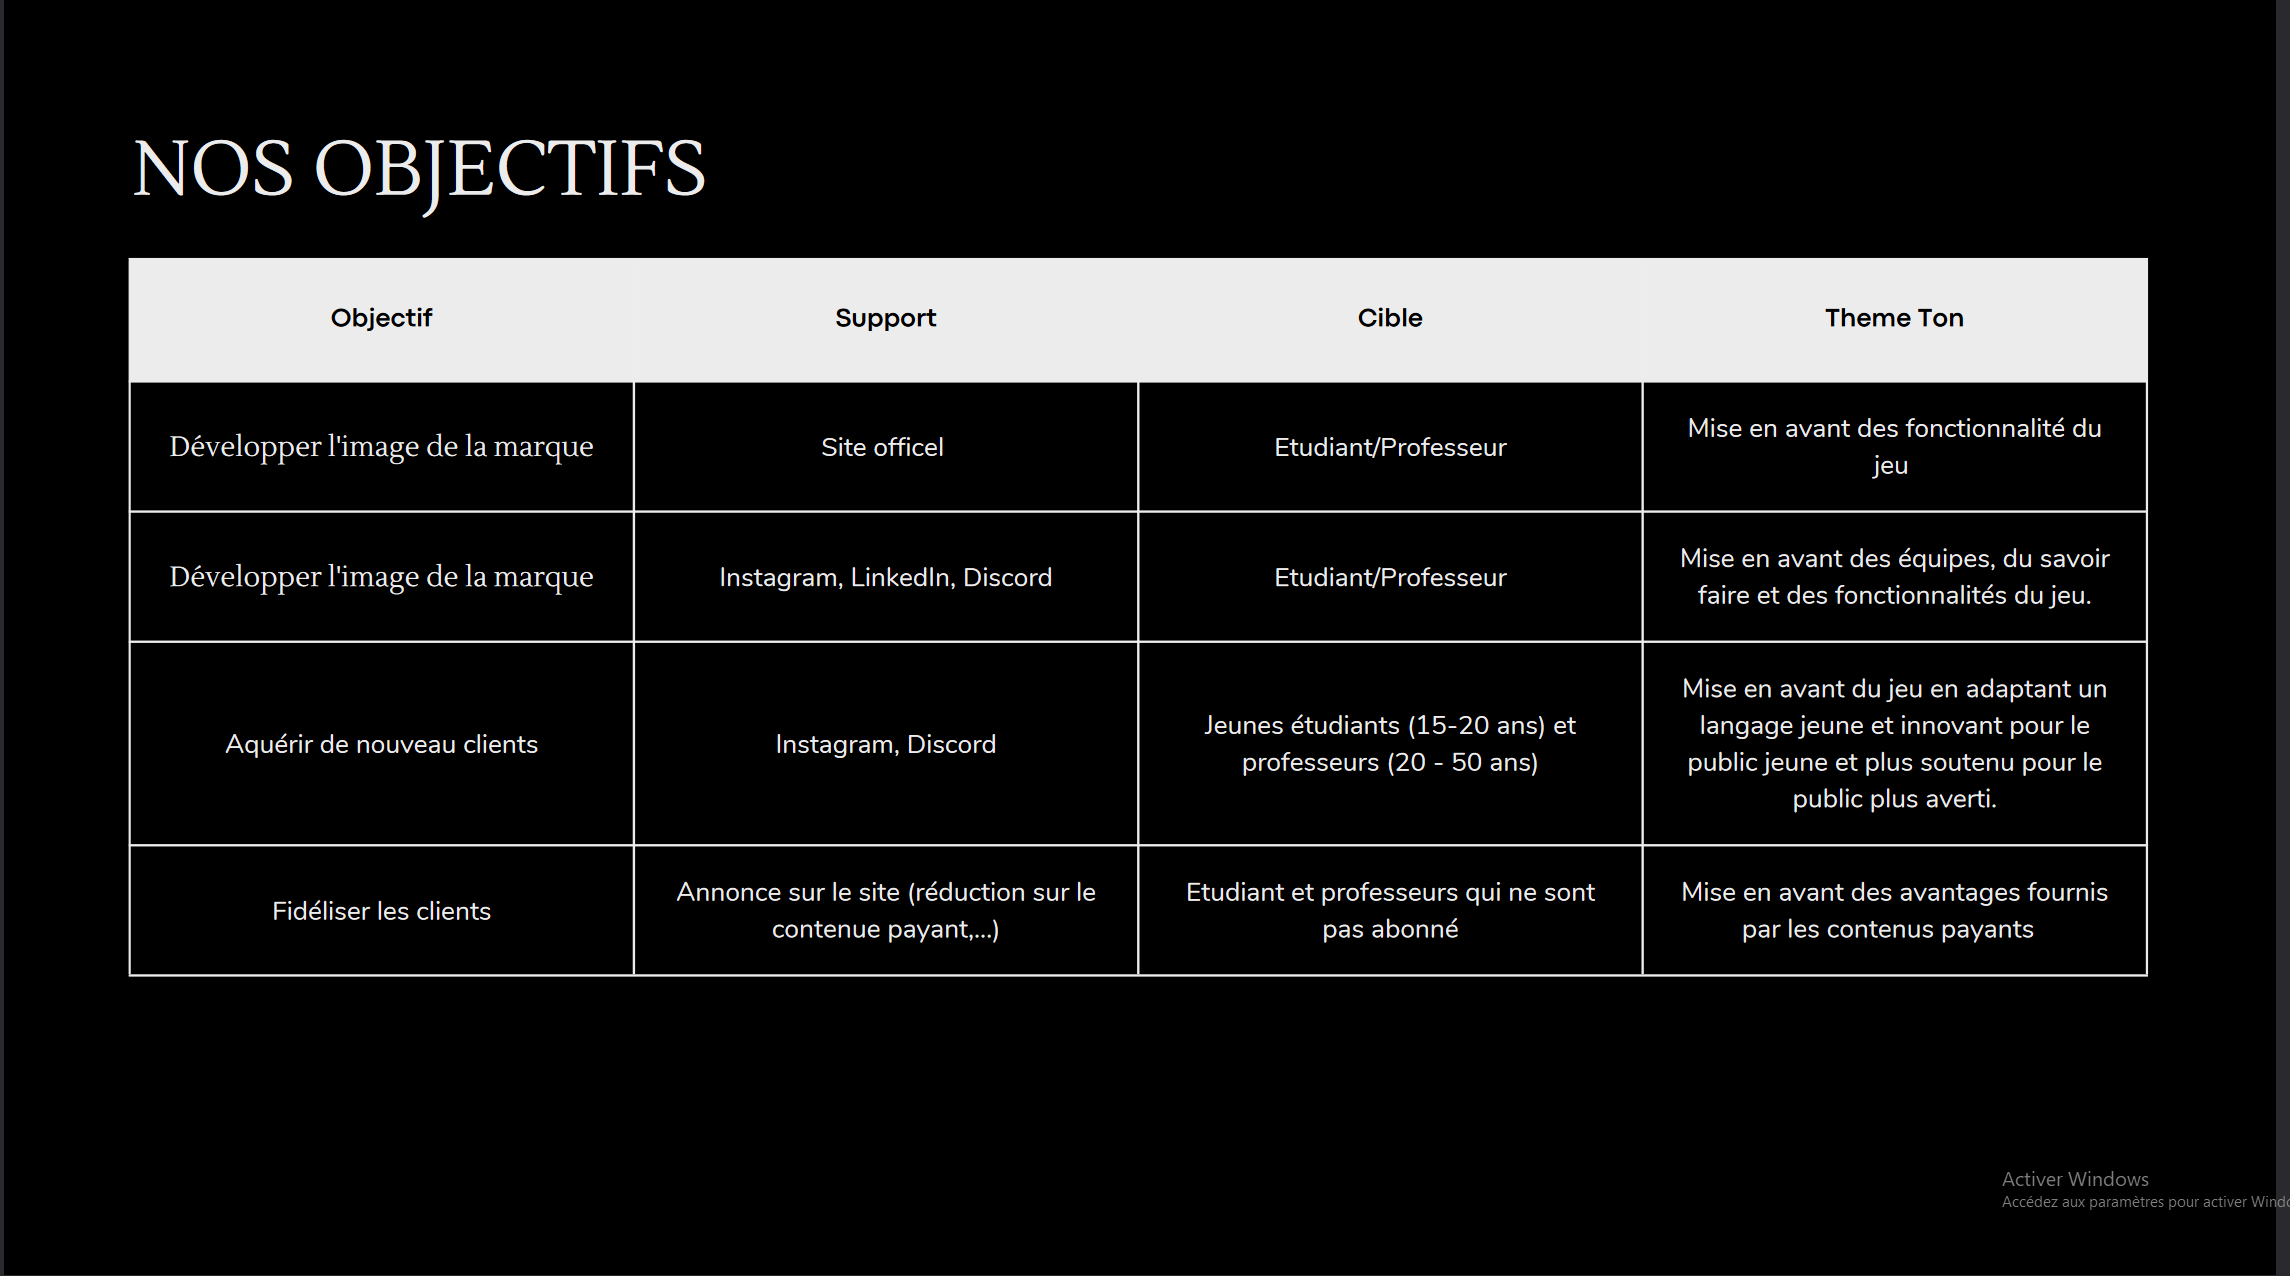 NOS OBJECTIFS
Objectif Support Cible Theme Ton
Développer l'image de la marque Site officel Etudiant/Professeur Mise en avant des fonctionnalité du
jeu
Développer l'image de la marque Instagram, LinkedIn, Discord Etudiant/Professeur Mise en avant des équipes, du savoir
faire et des fonctionnalités du jeu.
Aquérir de nouveau clients
Instagram, Discord
Jeunes étudiants (15-20 ans) et
professeurs (20 - 50 ans)
Mise en avant du jeu en adaptant un
langage jeune et innovant pour le
public jeune et plus soutenu pour le
public plus averti.
Fidéliser les clients
Annonce sur le site (réduction sur le
contenue payant,...)
Etudiant et professeurs qui ne sont
pas abonné
Mise en avant des avantages fournis
par les contenus payants
Activer Windows
Accédez aux paramètres pour activer